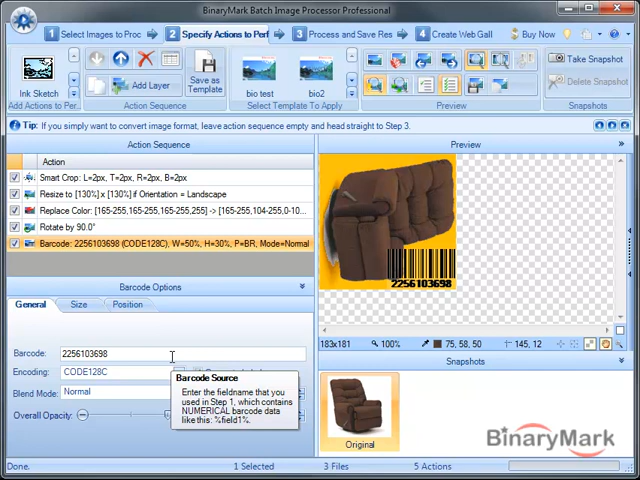 BinaryMark Batch Image Processor Professional
1 Select Images to Proc
2 Specify Actions to Perf
3 Process and Save Res
4 Create Web Gall
Buy Now
Ink Sketch
Add Layer
Save as
Template
bio test
bio2
Take Snapshot
Delete Snapshot
Add Actions to Per...
Action Sequence
Select Template To Apply
Preview
Snapshots
Tip: If you simply want to convert image format, leave action sequence empty and head straight to Step 3.
Action Sequence
Preview
Action
Smart Crop: L=2px, T=2px, R=2px, B=2px
Resize to [130%] x [130%] if Orientation = Landscape
Replace Color: [165-255,165-255,165-255,255] -> [165-255,104-255,0-10...
Rotate by 90.0°
Barcode: 2256103698 (CODE128C), W=50%, H=30%, P=BR, Mode=Normal
2256103698
Barcode Options
General
Size
Position
183x181
100%
75, 58, 50
12, 153
Barcode: 2256103698
Snapshots
Encoding: CODE128C
Blend Mode: Normal
Overall Opacity:
Barcode Source
Enter the fieldname that you
used in Step 1, which contains
NUMERICAL barcode data
like this: %field1%.
Original
BinaryMark
Done.
1 Selected
3 Files
5 Actions